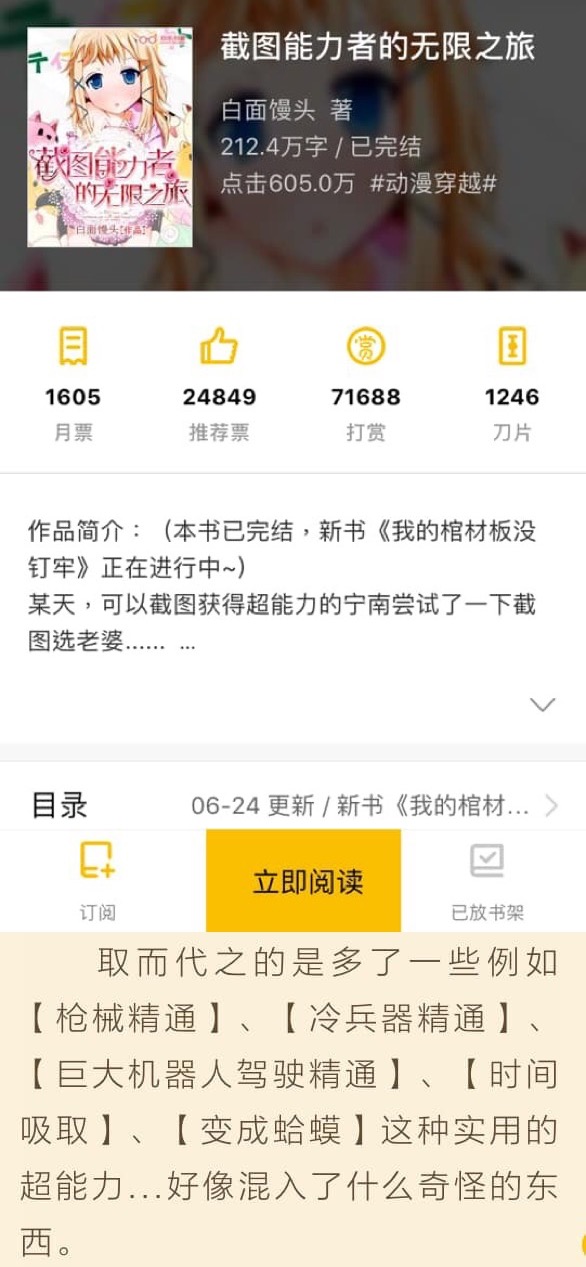 截图能力者的无限之旅
白面馒头 著
212.4万字 / 已完结
点击605.0万 #动漫穿越#
截图能力者
的无限之旅
白面馒头【作品】
1605
月票
24849
推荐票
71688
打赏
1246
刀片
作品简介：（本书已完结，新书《我的棺材板没
钉牢》正在进行中~）
某天，可以截图获得超能力的宁南尝试了一下截
图选老婆...... ...
目录
06-24 更新 / 新书《我的棺材...
订阅
立即阅读
已放书架
取而代之的是多了一些例如
【枪械精通】、【冷兵器精通】、
【巨大机器人驾驶精通】、【时间
吸取】、【变成蛤蟆】这种实用的
超能力...好像混入了什么奇怪的东
西。